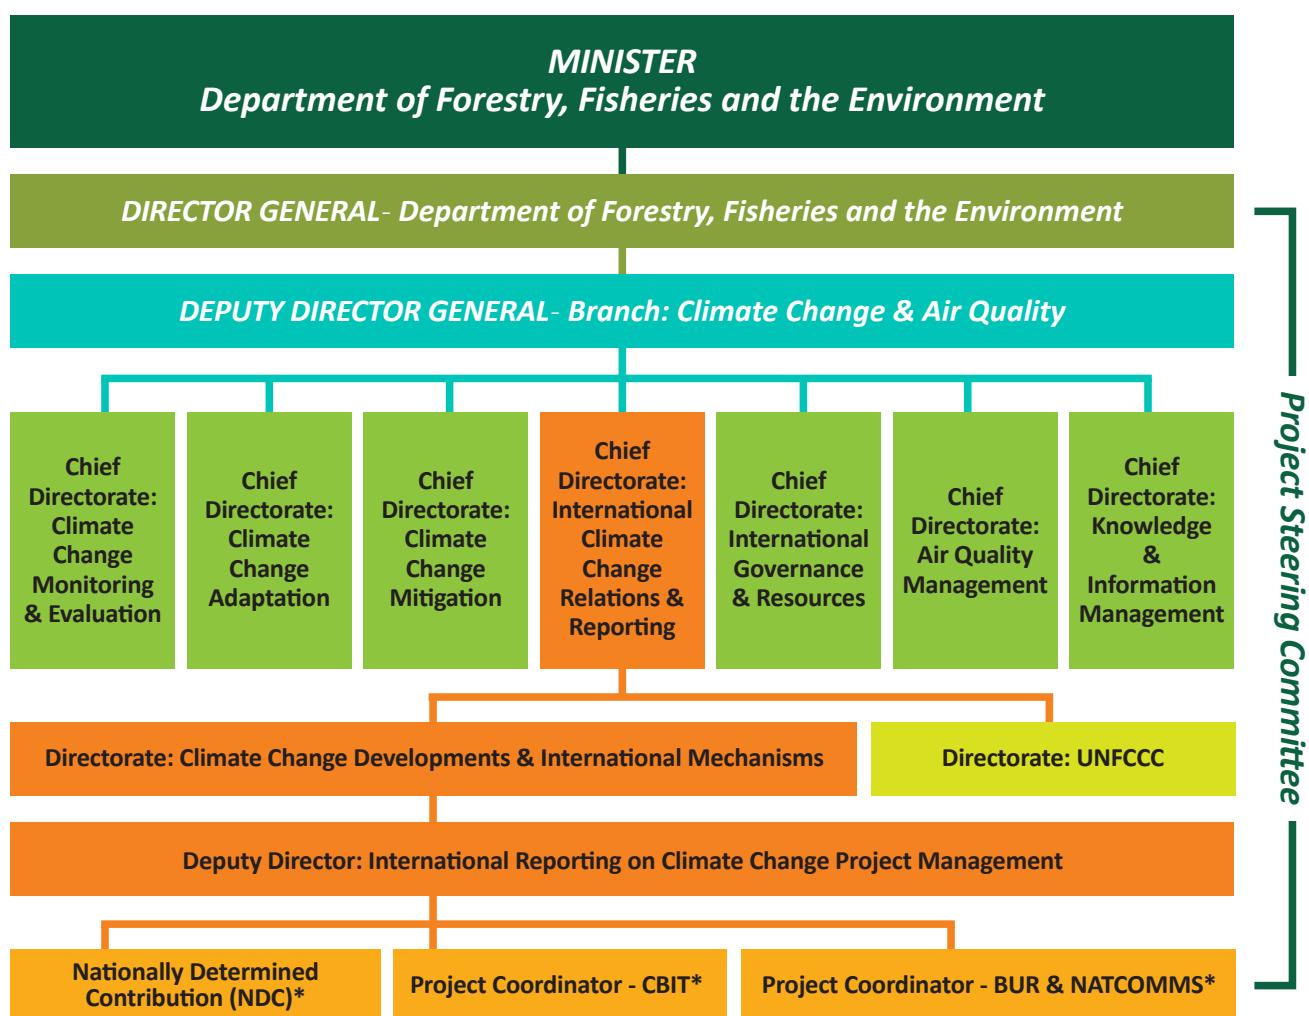 MINISTER
Department of Forestry, Fisheries and the Environment
DIRECTOR GENERAL- Department of Forestry, Fisheries and the Environment
DEPUTY DIRECTOR GENERAL- Branch: Climate Change & Air Quality
Chief
Directorate:
Climate
Change
Monitoring
& Evaluation
Chief
Directorate:
Climate
Change
Adaptation
Chief
Directorate:
Climate
Change
Mitigation
Chief
Directorate:
International
Climate
Change
Relations &
Reporting
Chief
Directorate:
International
Governance
& Resources
Chief
Directorate:
Air Quality
Management
Chief
Directorate:
Knowledge
&
Information
Management
Directorate: Climate Change Developments & International Mechanisms
Directorate: UNFCCC
Deputy Director: International Reporting on Climate Change Project Management
Nationally Determined
Contribution (NDC)*
Project Coordinator - CBIT*
Project Coordinator - BUR & NATCOMMS*
Project Steering Committee